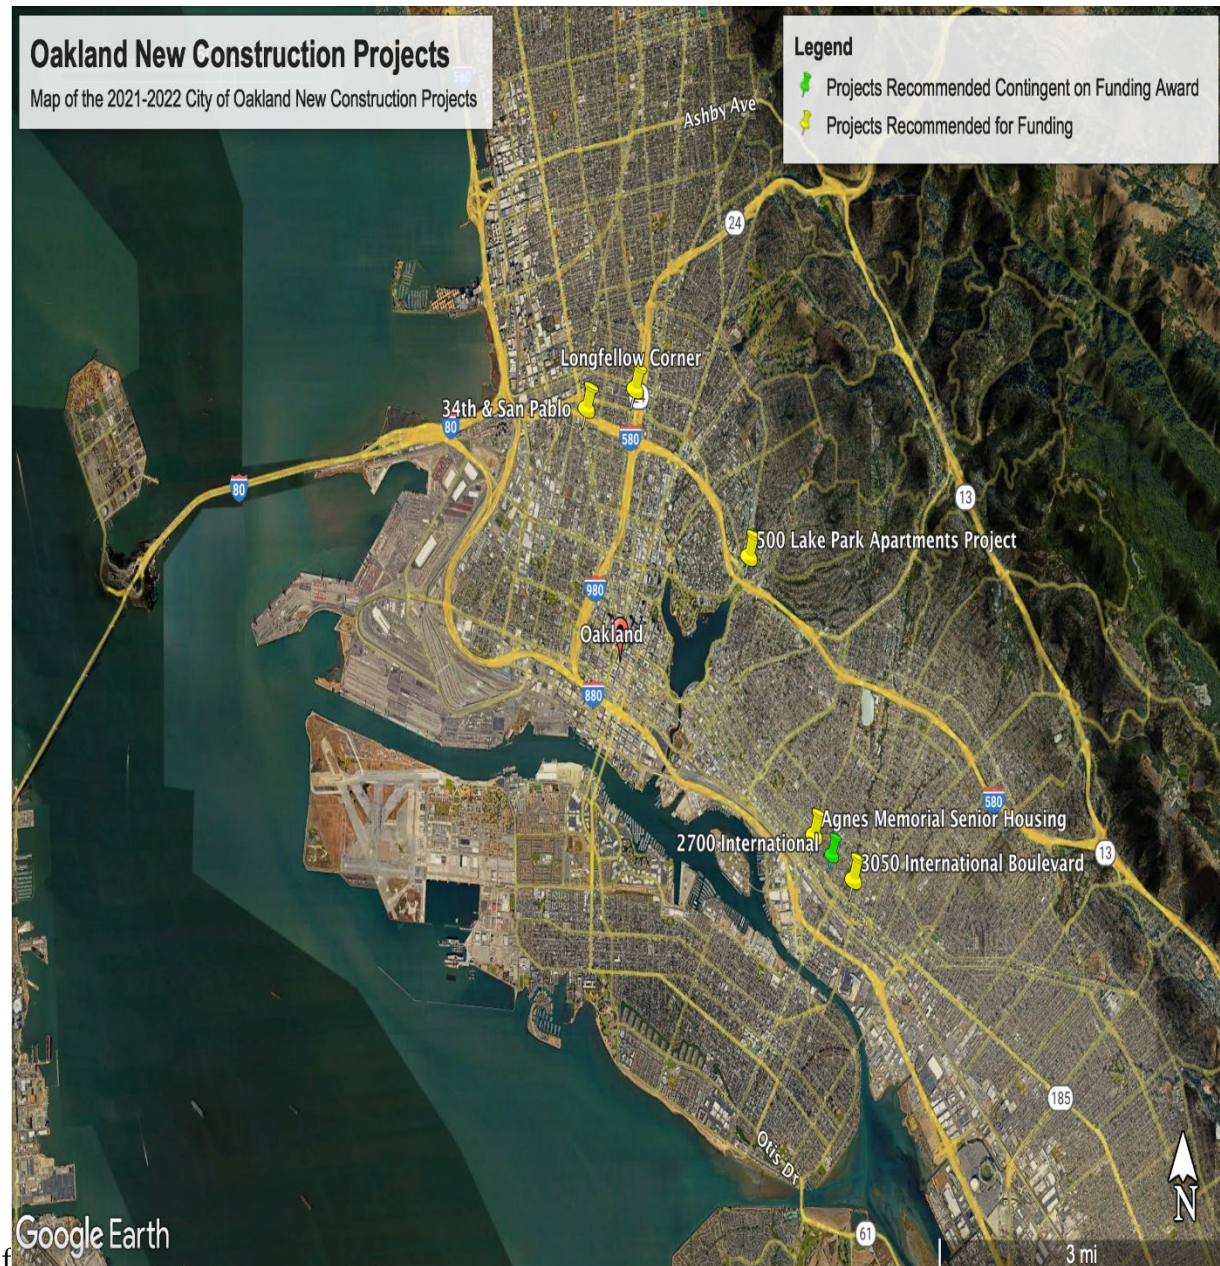 Oakland New Construction Projects
Map of the 2021-2022 City of Oakland New Construction Projects
Legend
Projects Recommended Contingent on Funding Award
Projects Recommended for Funding
580
Ashby Ave
24
Longfellow Corner
34th & San Pablo
80
580
80
13
500 Lake Park Apartments Project
980
Oakland
880
580
Agnes Memorial Senior Housing
2700 International
13
3050 International Boulevard
185
Otis Dr
N
61
Google Earth
3 mi
f